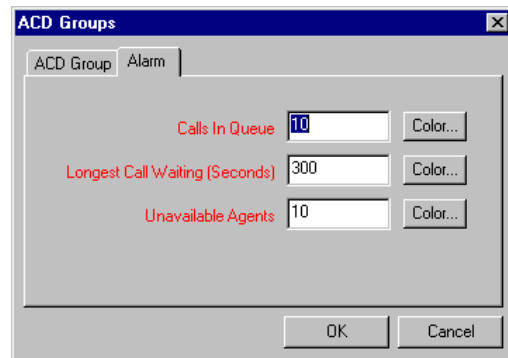 ACD Groups
ACD Group Alarm
Calls In Queue 10 Color...
Longest Call Waiting (Seconds) 300 Color...
Unavailable Agents 10 Color...
OK Cancel